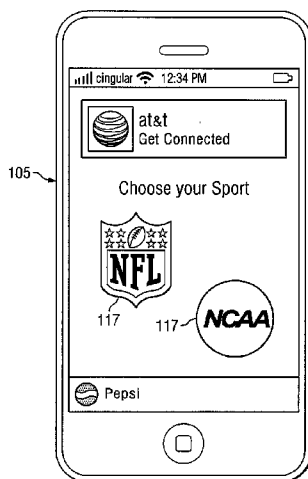 cingular 12:34 PM
at&t
Get Connected
105
Choose your Sport
NFL
117
117
NCAA
Pepsi